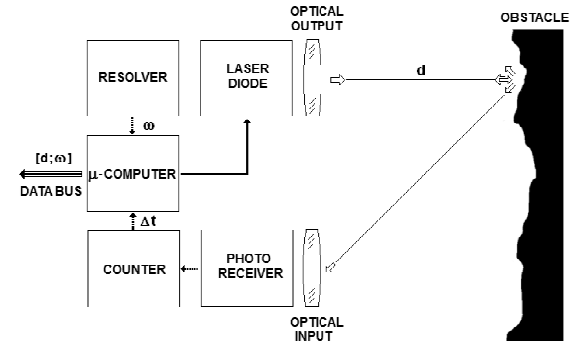 OPTICAL
OUTPUT
OBSTACLE
RESOLVER
LASER
DIODE
d
ω
[d;ω]
μ-COMPUTER
DATA BUS
Δt
COUNTER
PHOTO
RECEIVER
OPTICAL
INPUT